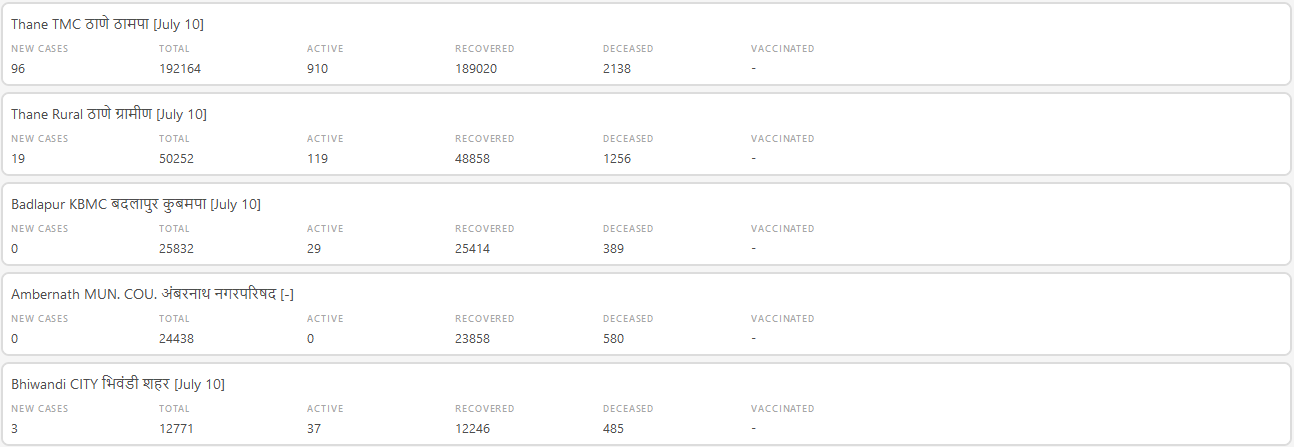 Thane TMC ठाणे ठामपा [July 10]
NEW CASES TOTAL ACTIVE RECOVERED DECEASED VACCINATED
96 192164 910 189020 2138 -
Thane Rural ठाणे ग्रामीण [July 10]
NEW CASES TOTAL ACTIVE RECOVERED DECEASED VACCINATED
19 50252 119 48858 1256 -
Badlapur KBMC बदलापुर कुबमपा [July 10]
NEW CASES TOTAL ACTIVE RECOVERED DECEASED VACCINATED
0 25832 29 25414 389 -
Ambernath MUN. COU. अंबरनाथ नगरपरिषद [-]
NEW CASES TOTAL ACTIVE RECOVERED DECEASED VACCINATED
0 24438 0 23858 580 -
Bhiwandi CITY भिवंडी शहर [July 10]
NEW CASES TOTAL ACTIVE RECOVERED DECEASED VACCINATED
3 12771 37 12246 485 -